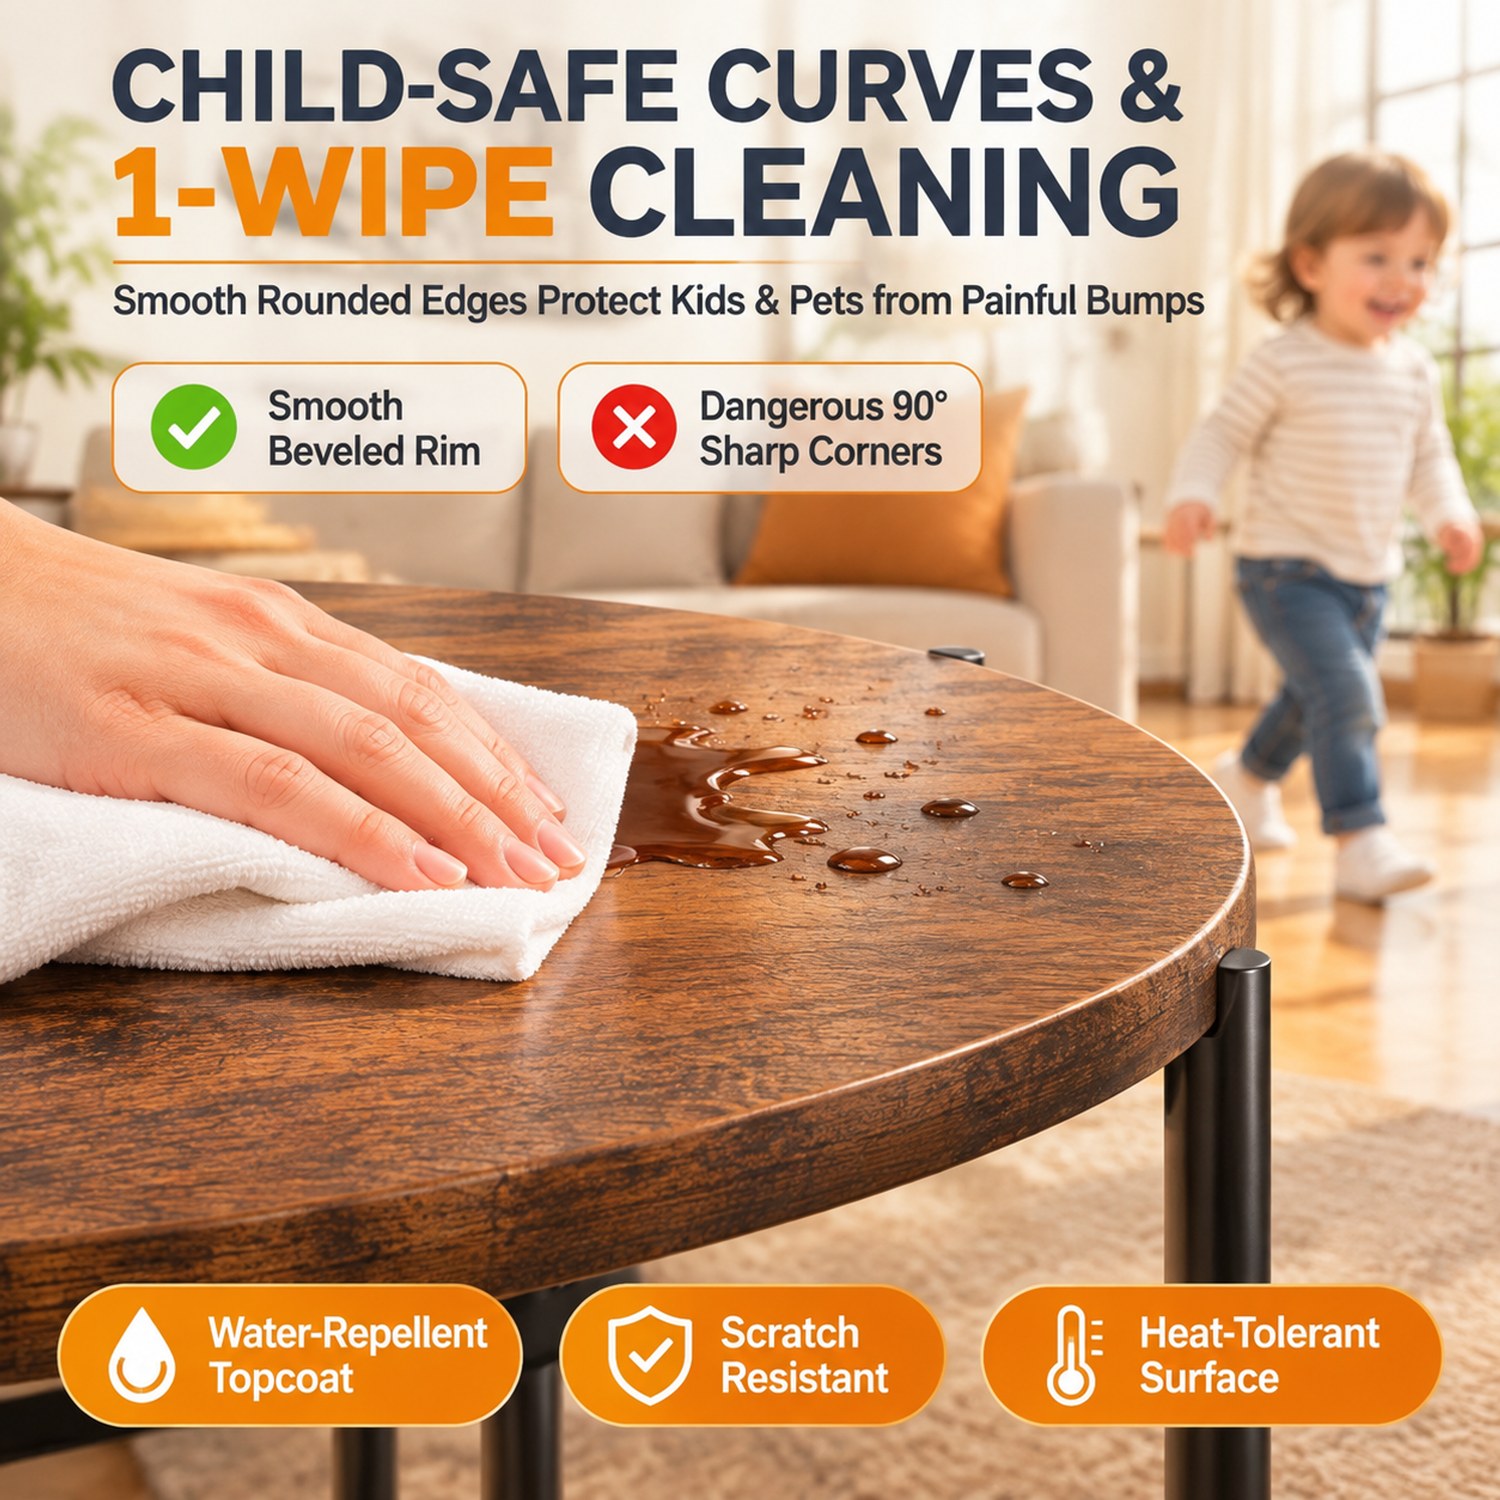 CHILD-SAFE CURVES &
1-WIPE CLEANING
Smooth Rounded Edges Protect Kids & Pets from Painful Bumps
Smooth
Beveled Rim
Dangerous 90°
Sharp Corners
Water-Repellent
Topcoat
Scratch
Resistant
Heat-Tolerant
Surface